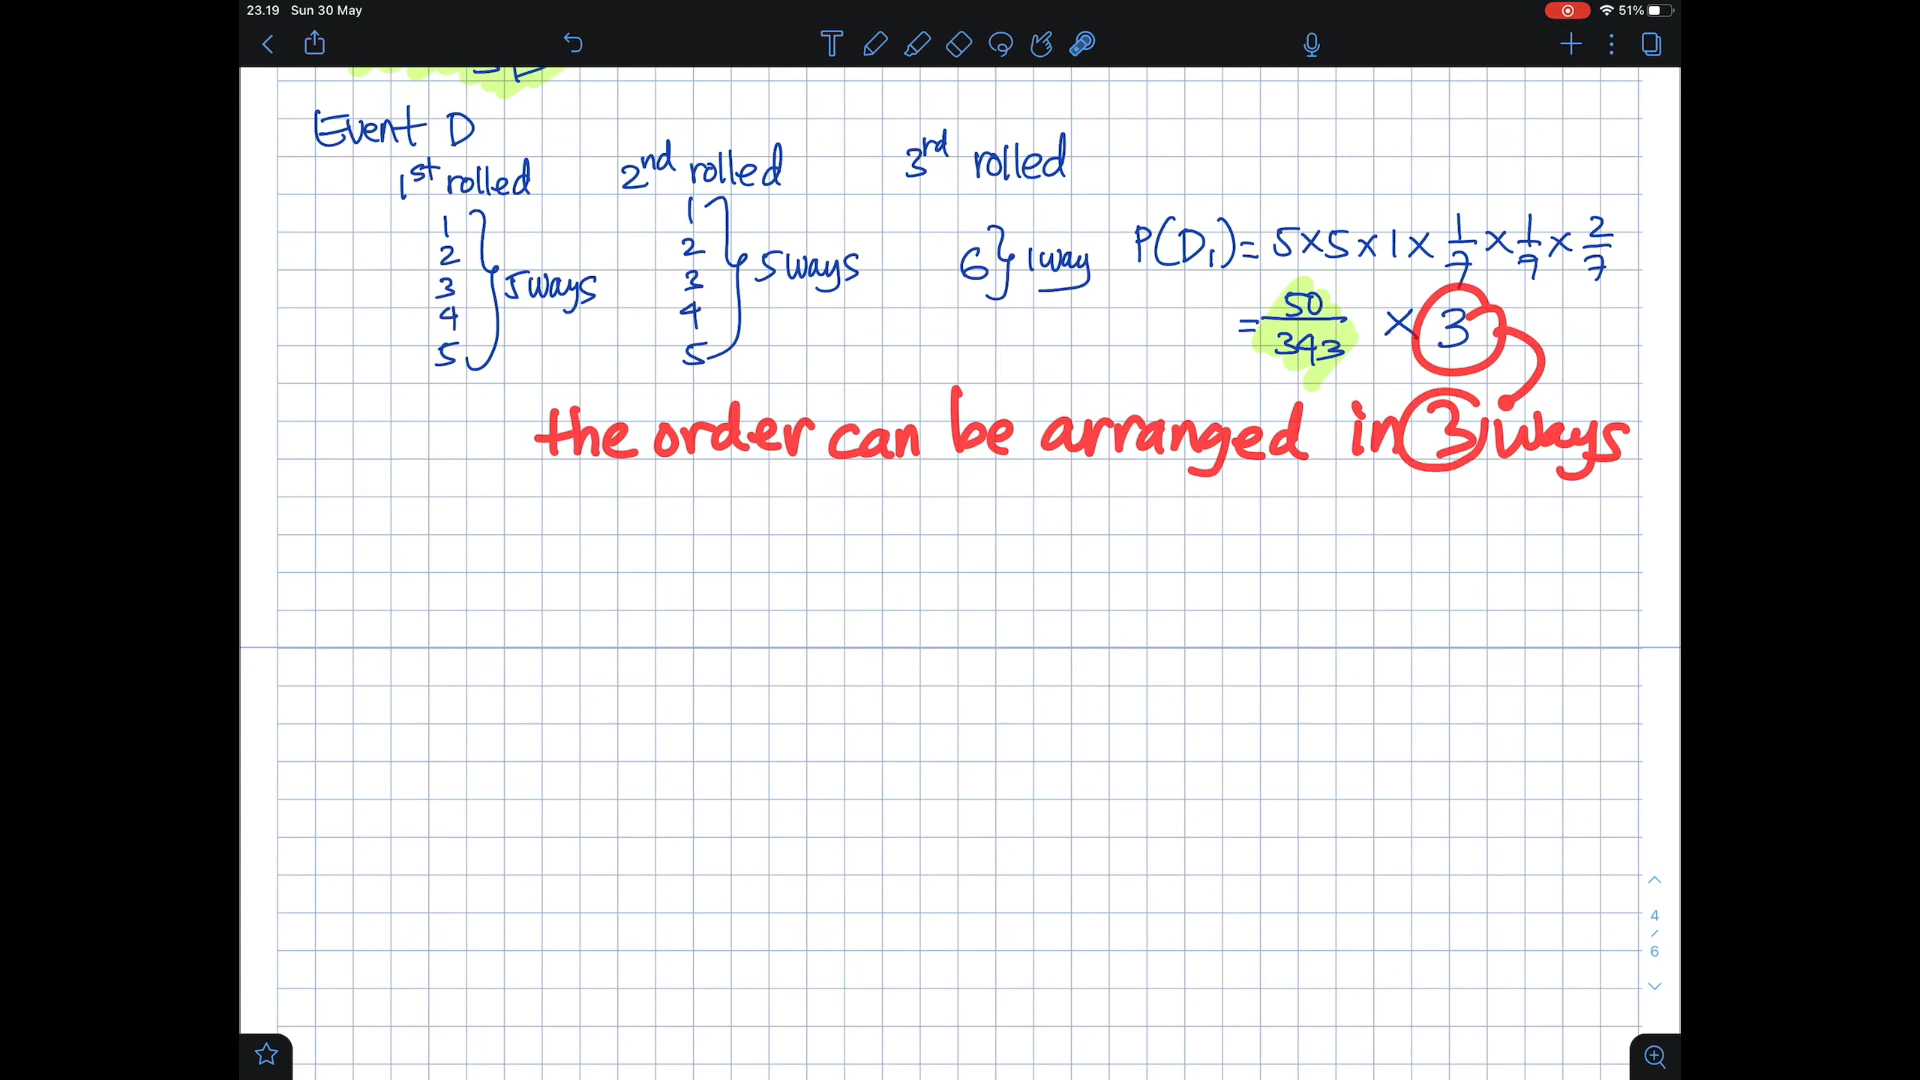 23.19 Sun 30 May
51%
Event D
1st rolled 2nd rolled 3rd rolled
1 2 3 4 5 } 5 ways
1 2 3 4 5 } 5 ways
6 } 1 way
P(D₁) = 5 × 5 × 1 × 1/7 × 1/7 × 2/7
= 50/343 × 3
the order can be arranged in 3 ways
4
/
6